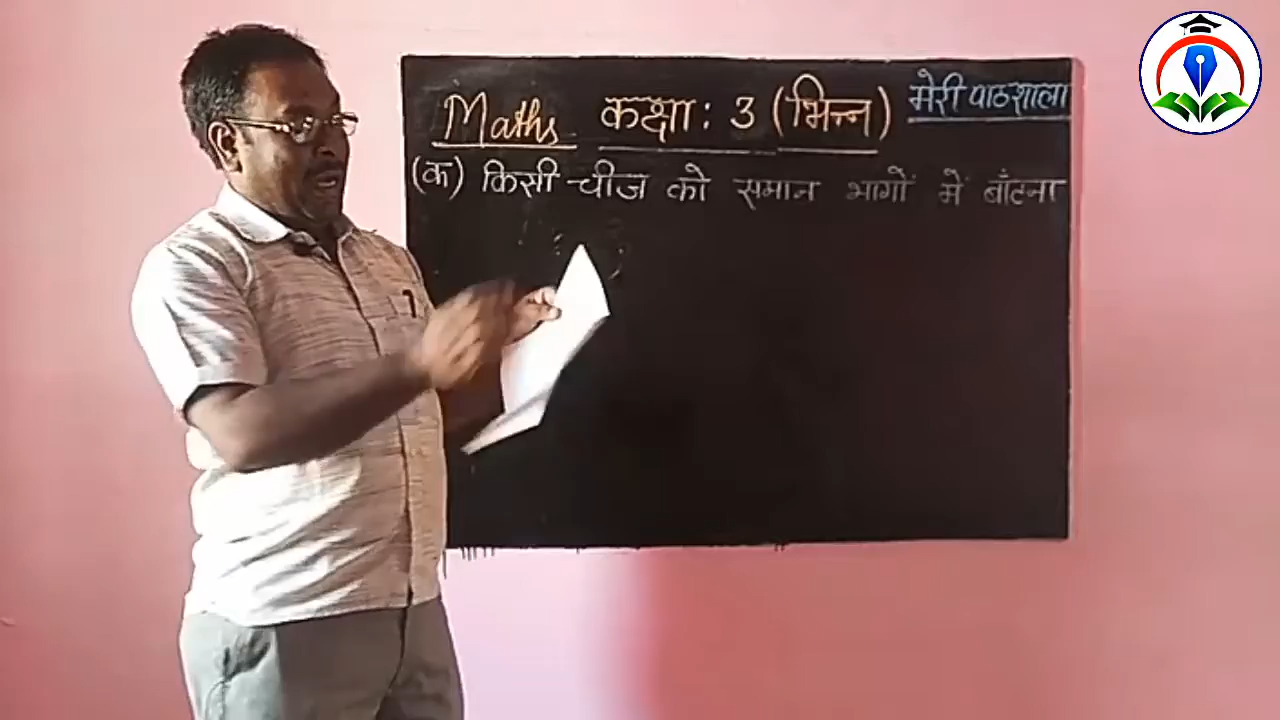 Maths कक्षा : 3 (भिन्न) मेरी पाठशाला
(क) किसी चीज को समान भागों में बाँटना